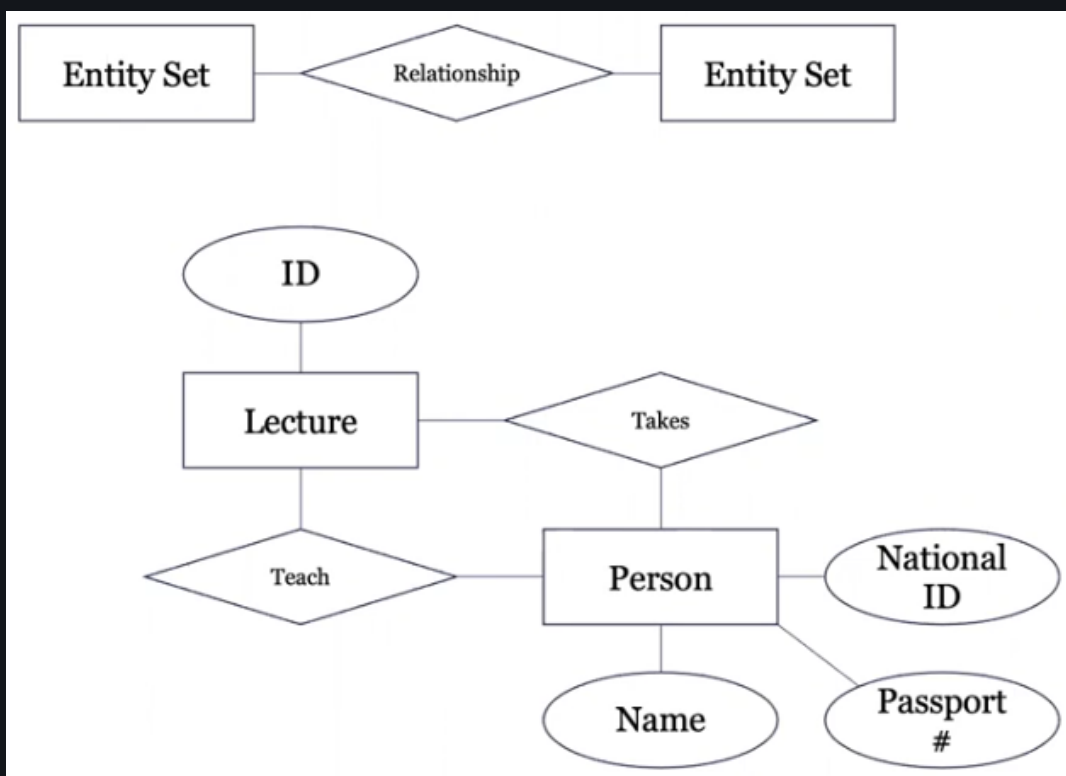 Entity Set
Relationship
Entity Set
ID
Lecture
Takes
Teach
Person
National
ID
Name
Passport
#